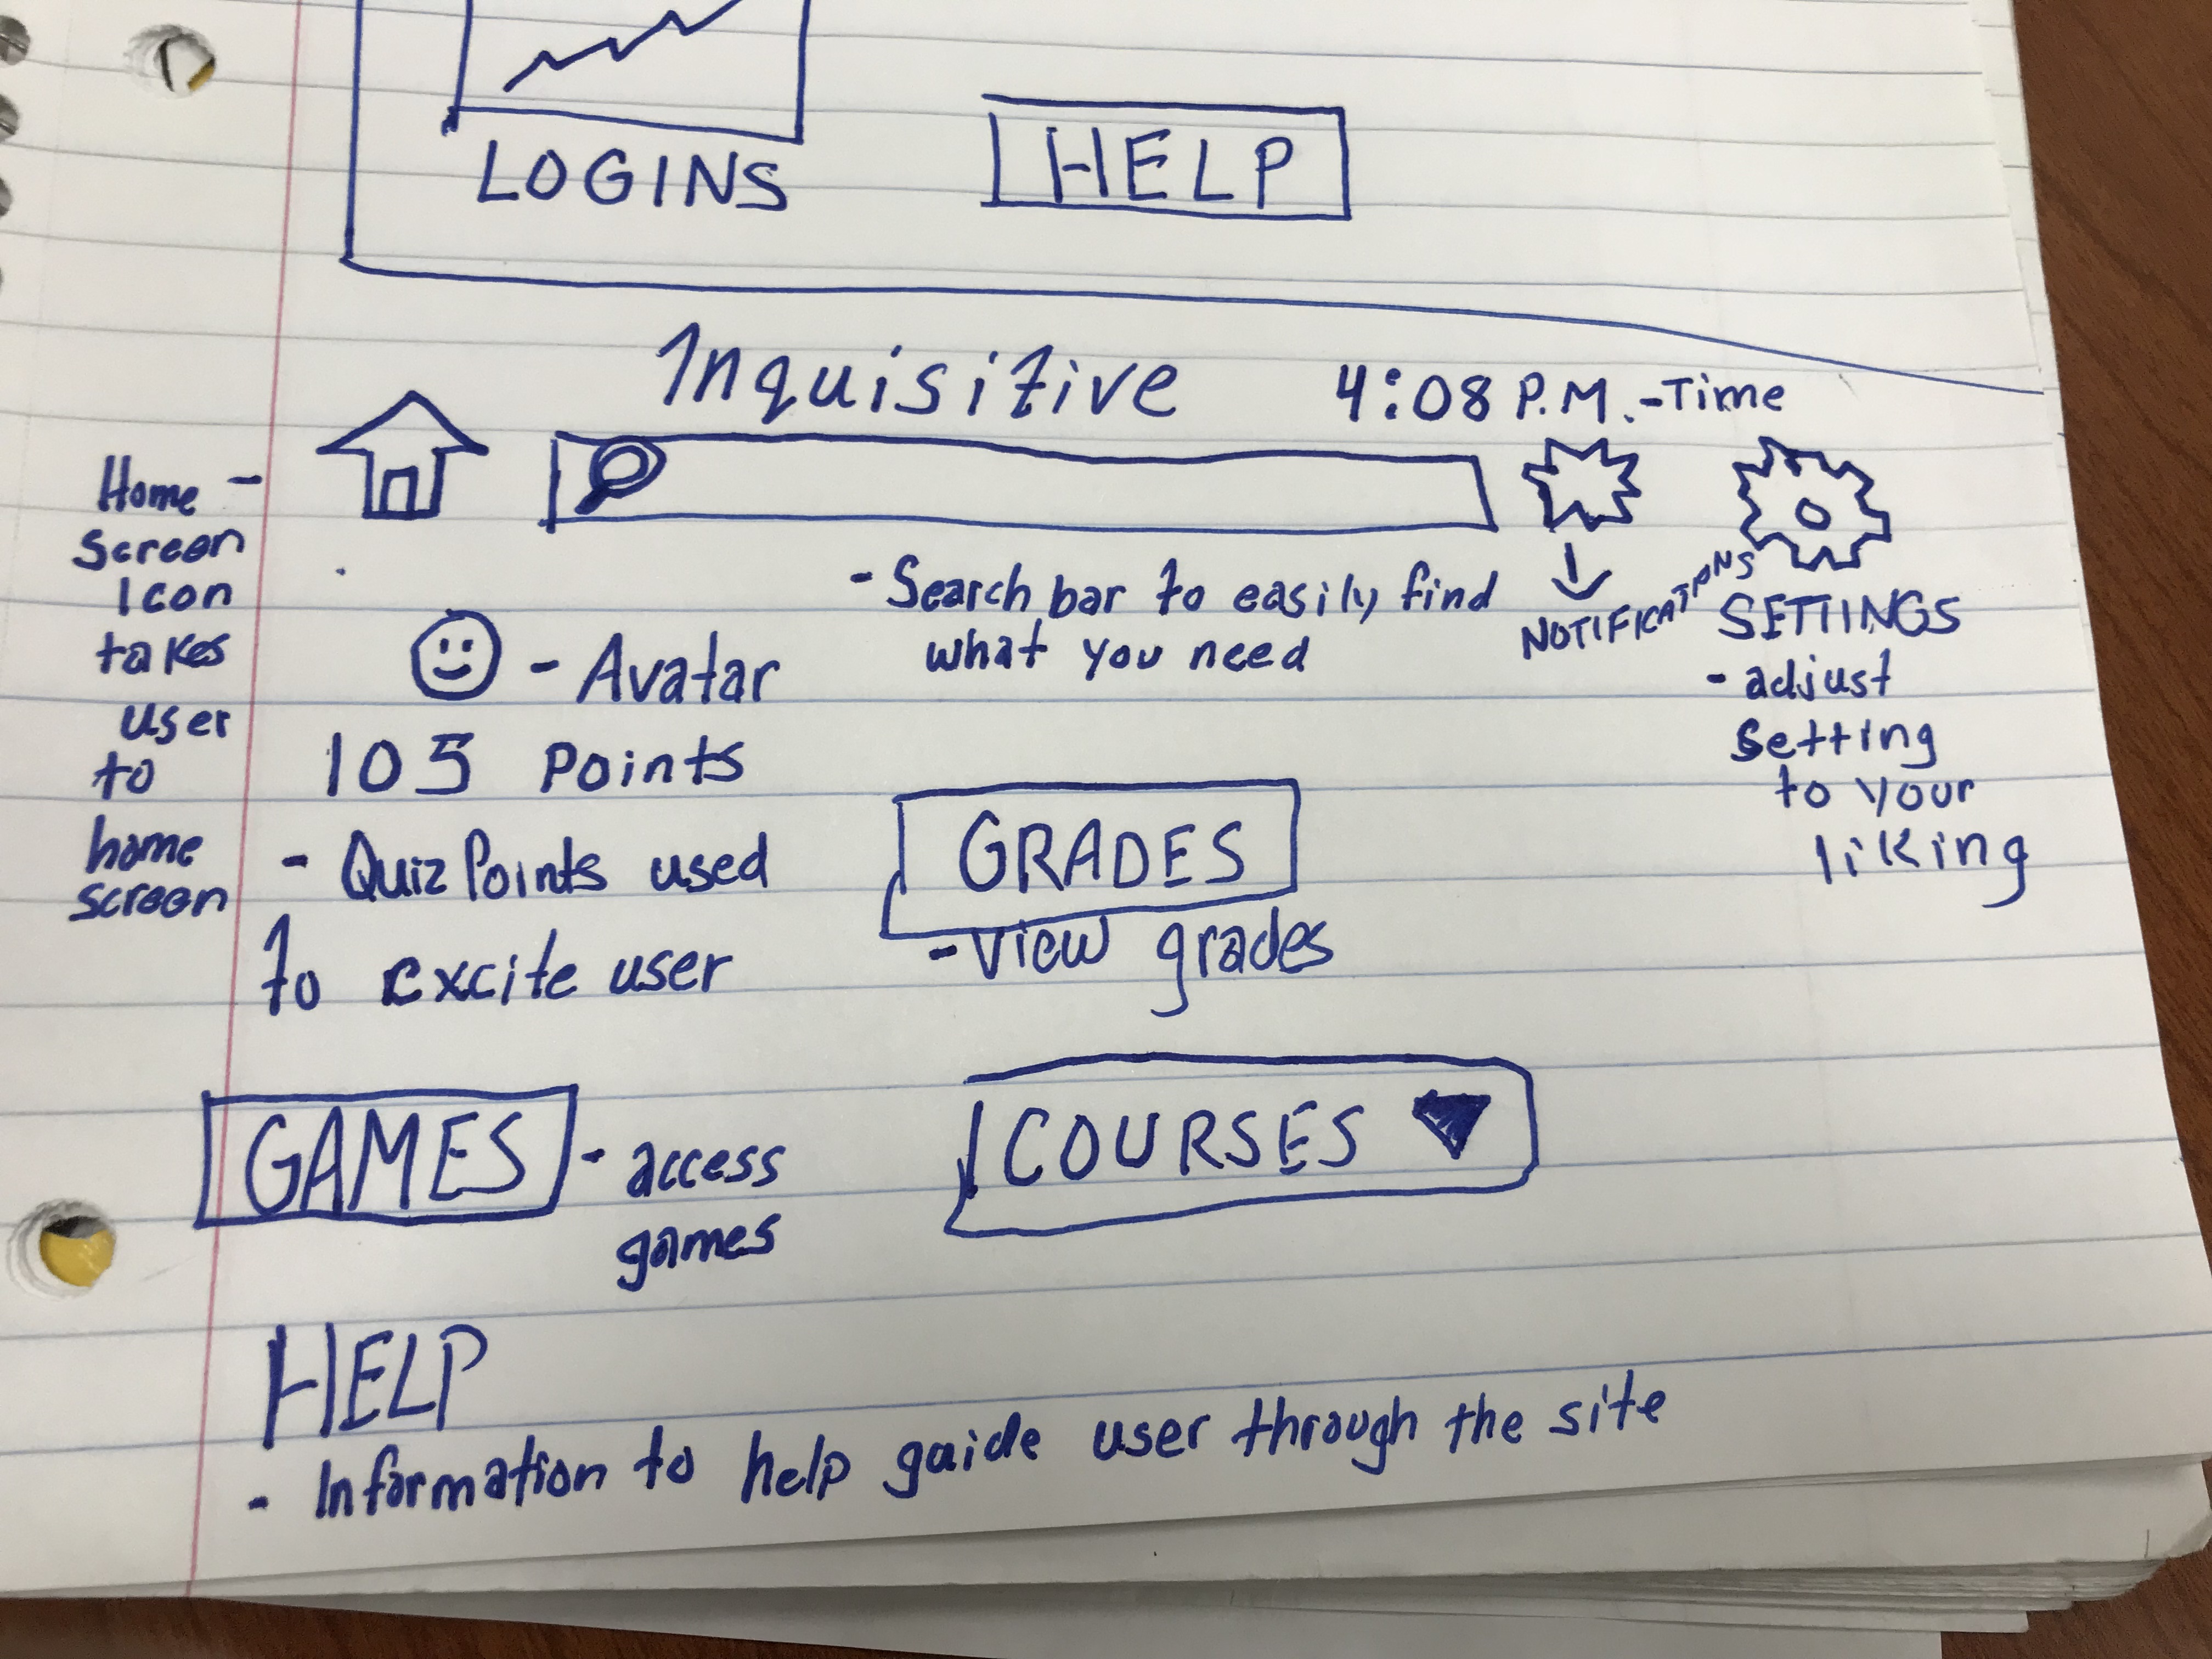 LOGINS HELP
Inquisitive 4:08 P.M. - Time
Home -
Screen
Icon
takes
user
to
home
screen
- Search bar to easily find
what you need
NOTIFICATIONS
SETTINGS
- adjust
setting
to your
liking
- Avatar
105 Points
- Quiz Points used
to excite user
GRADES
- View grades
GAMES - access
games
COURSES
HELP
- Information to help guide user through the site